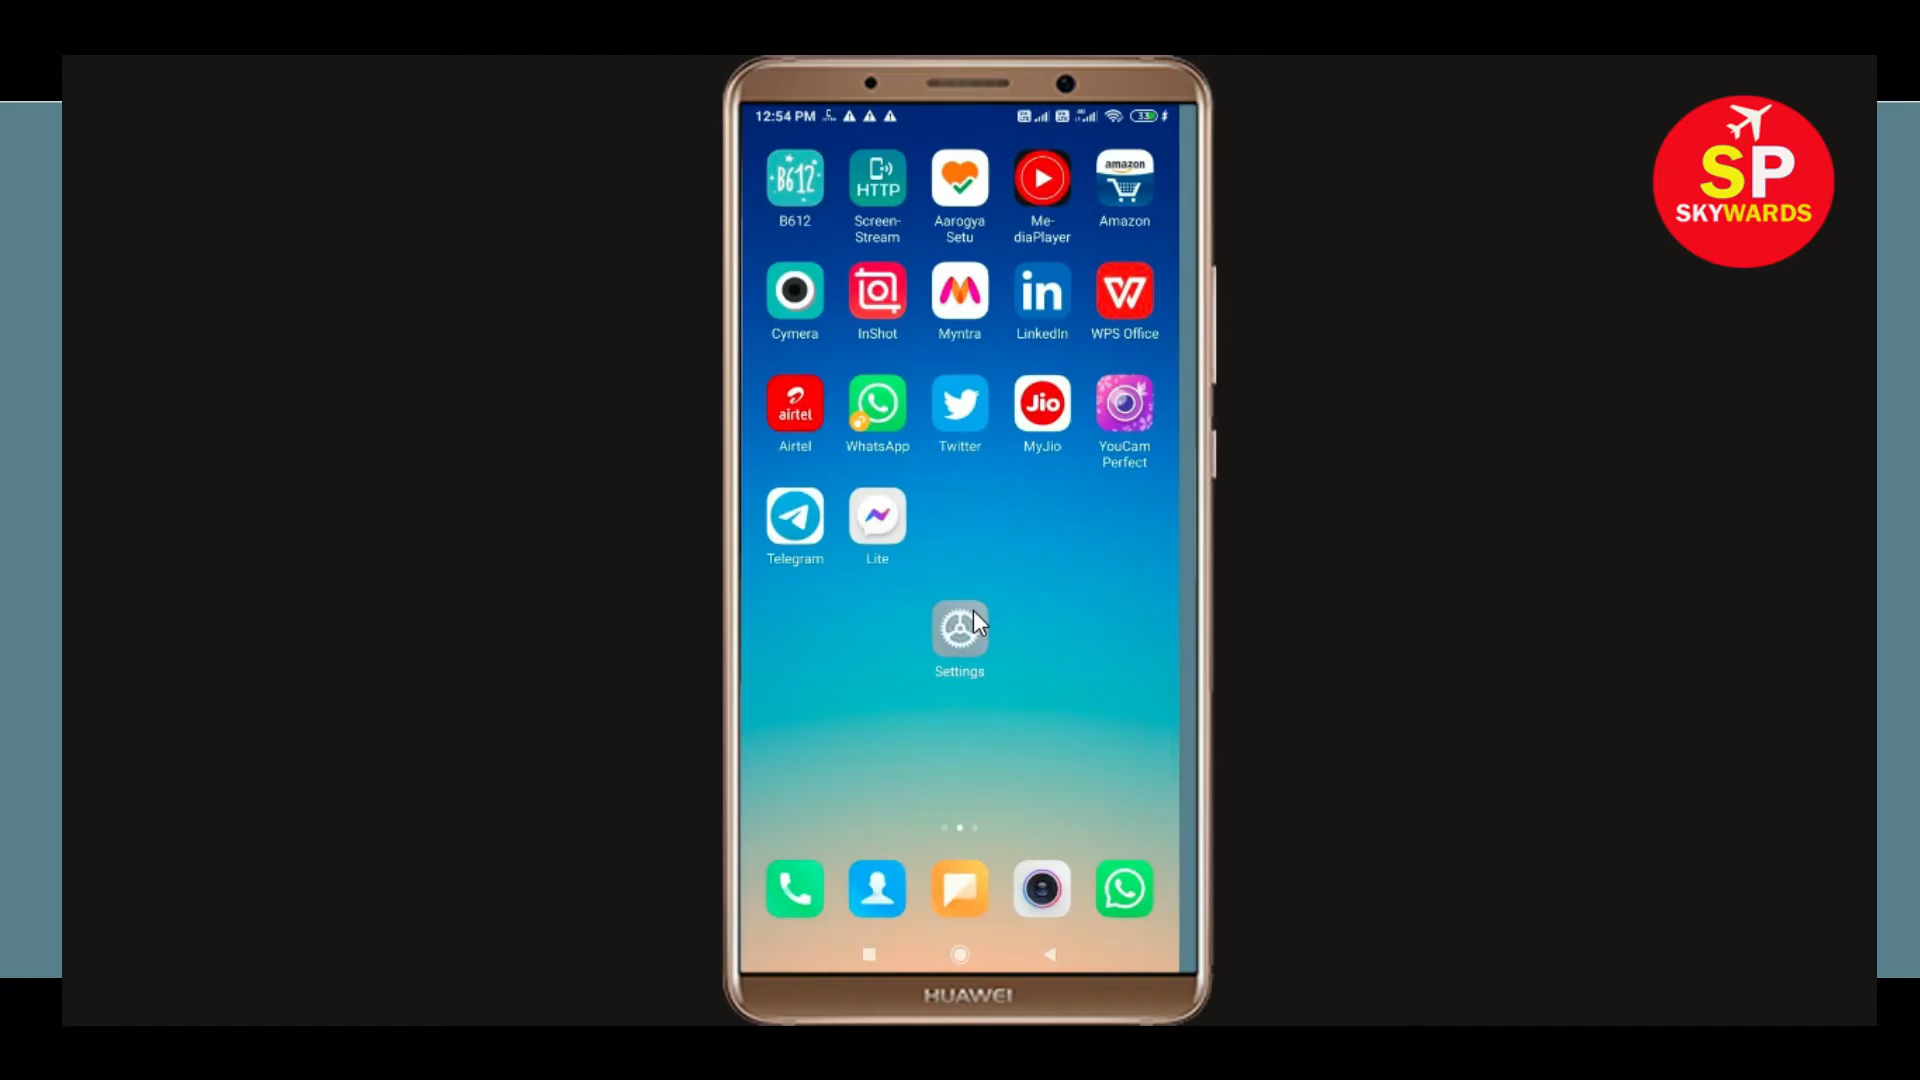 12:54 PM
33
SP
SKYWARDS
B612
HTTP
amazon
B612
Screen-
Stream
Aarogya
Setu
Me-
diaPlayer
Amazon
in
W
Cymera
InShot
Myntra
LinkedIn
WPS Office
airtel
Jio
Airtel
WhatsApp
Twitter
MyJio
YouCam
Perfect
Telegram
Lite
Settings
HUAWEI